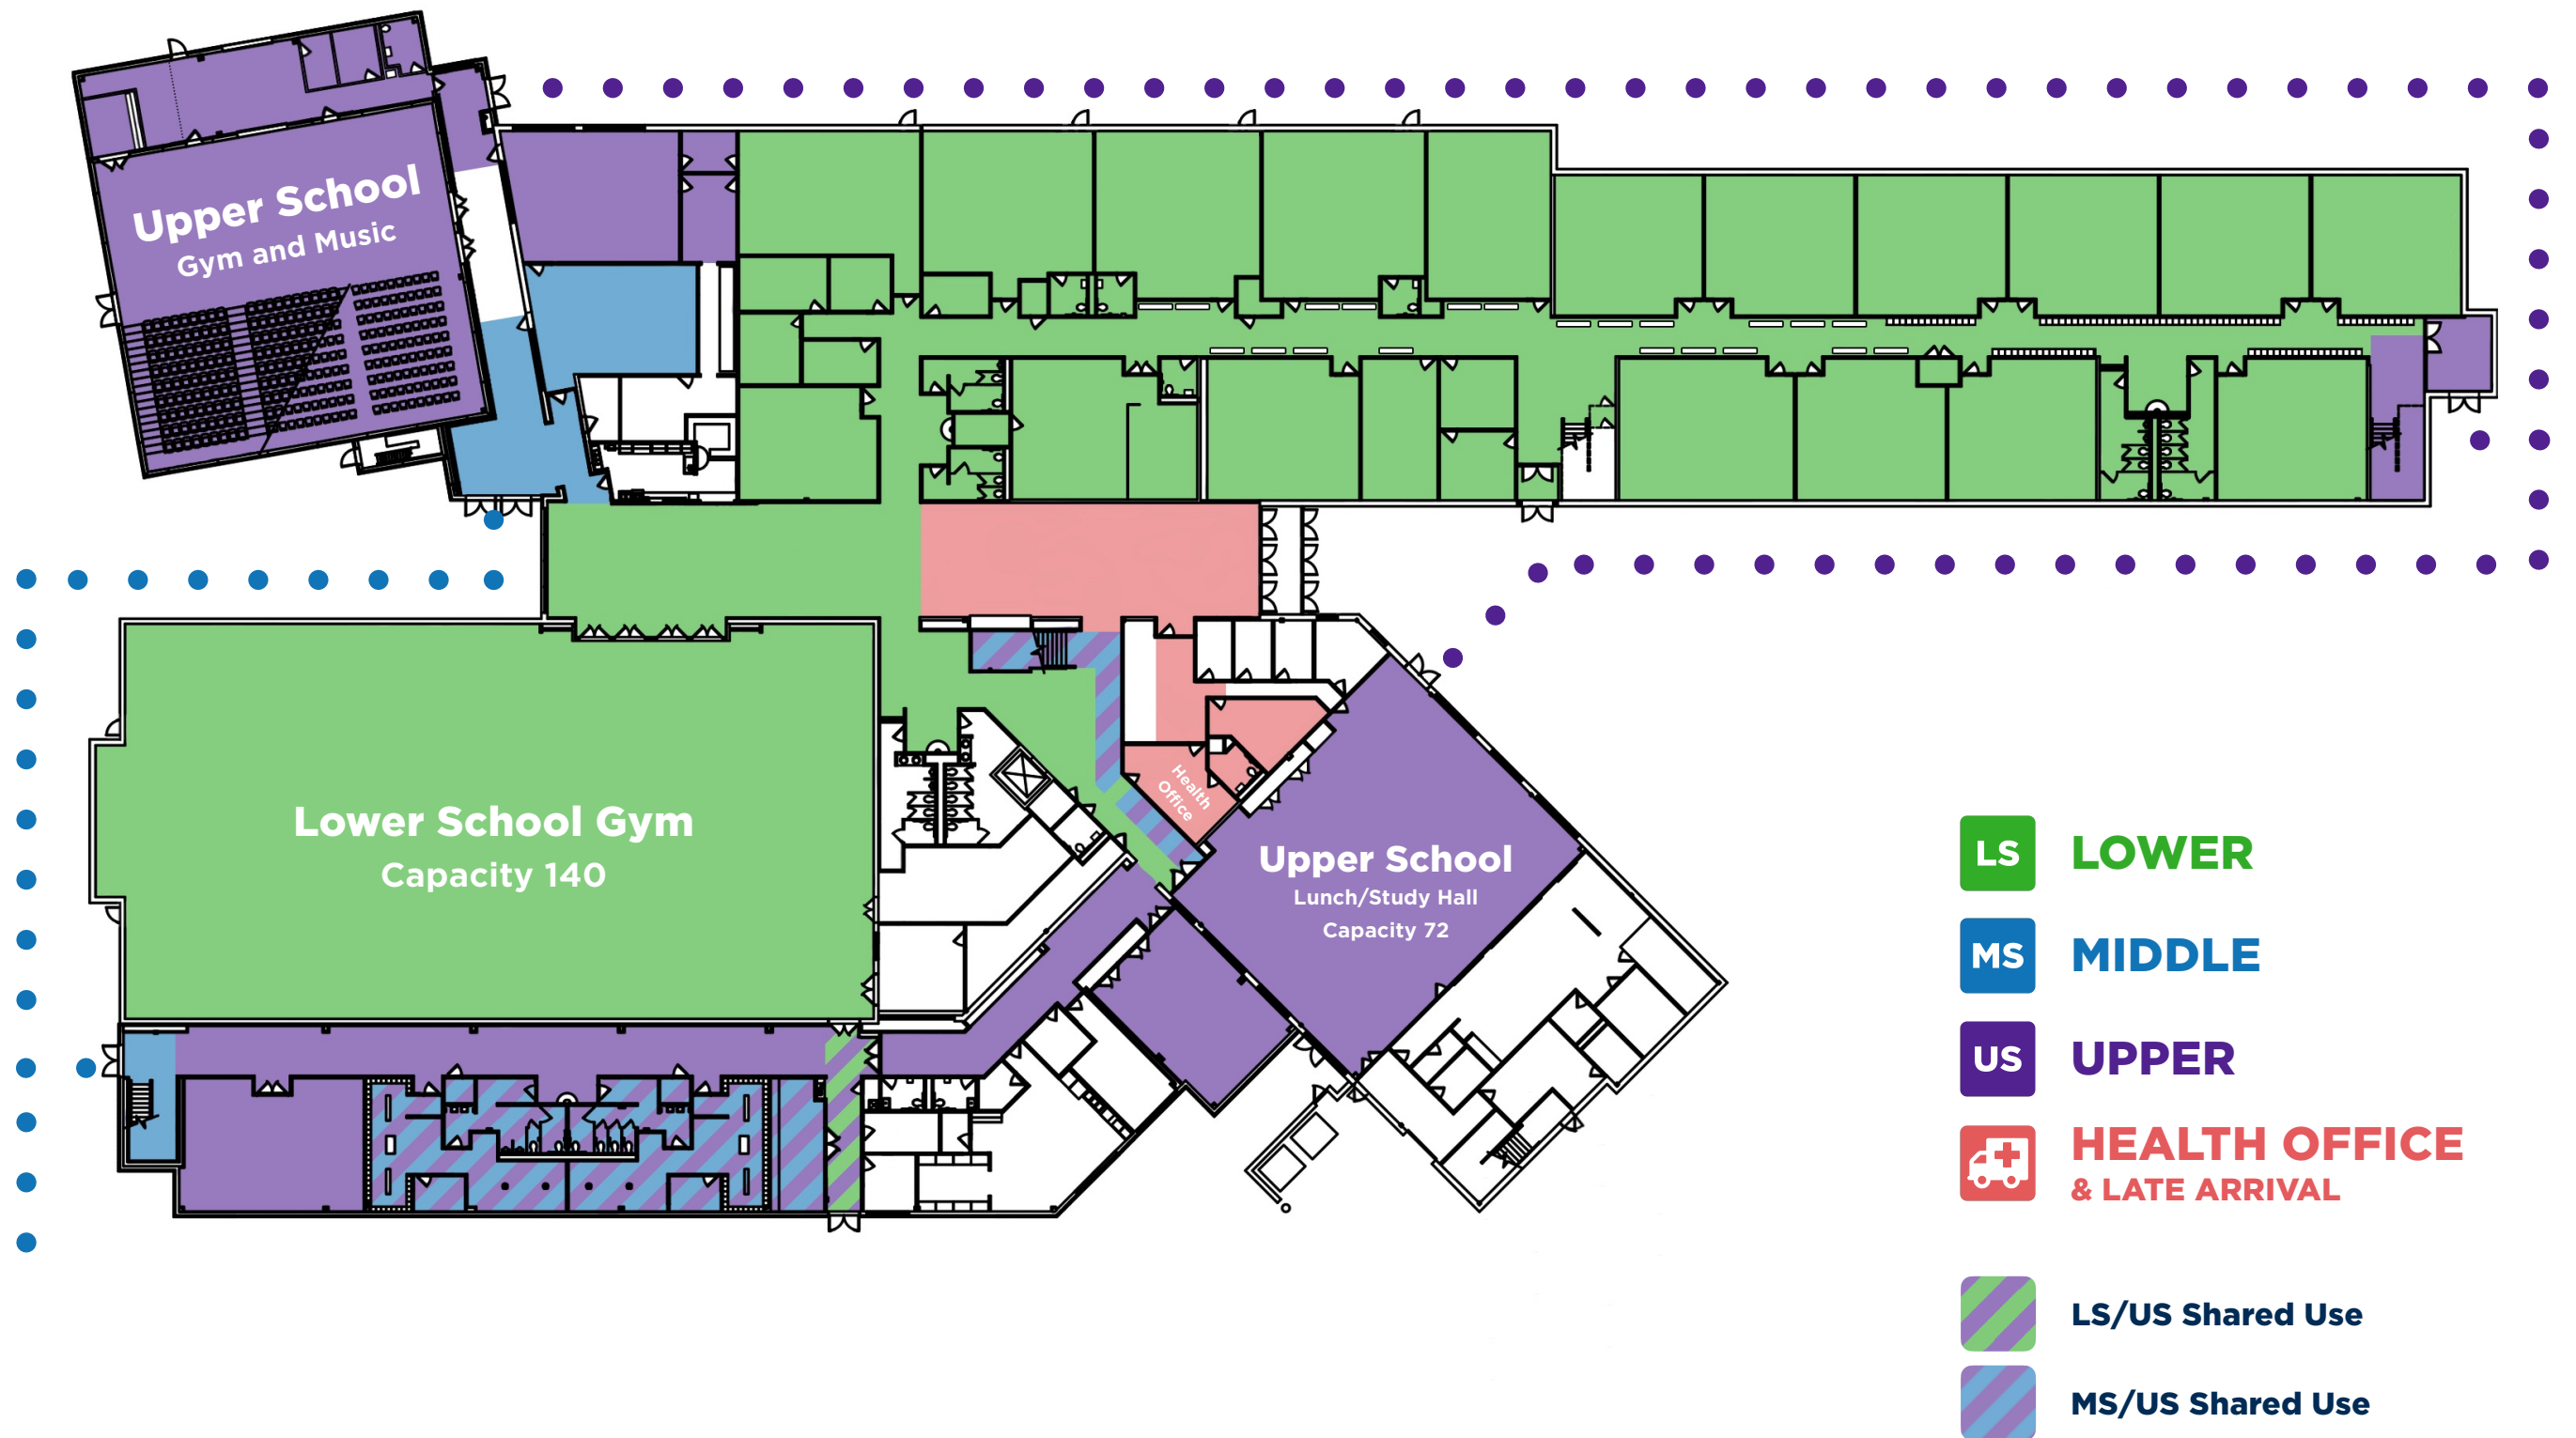 Upper School
Gym and Music
Lower School Gym
Capacity 140
Health
Office
Upper School
Lunch/Study Hall
Capacity 72
LS LOWER
MS MIDDLE
US UPPER
HEALTH OFFICE
& LATE ARRIVAL
LS/US Shared Use
MS/US Shared Use